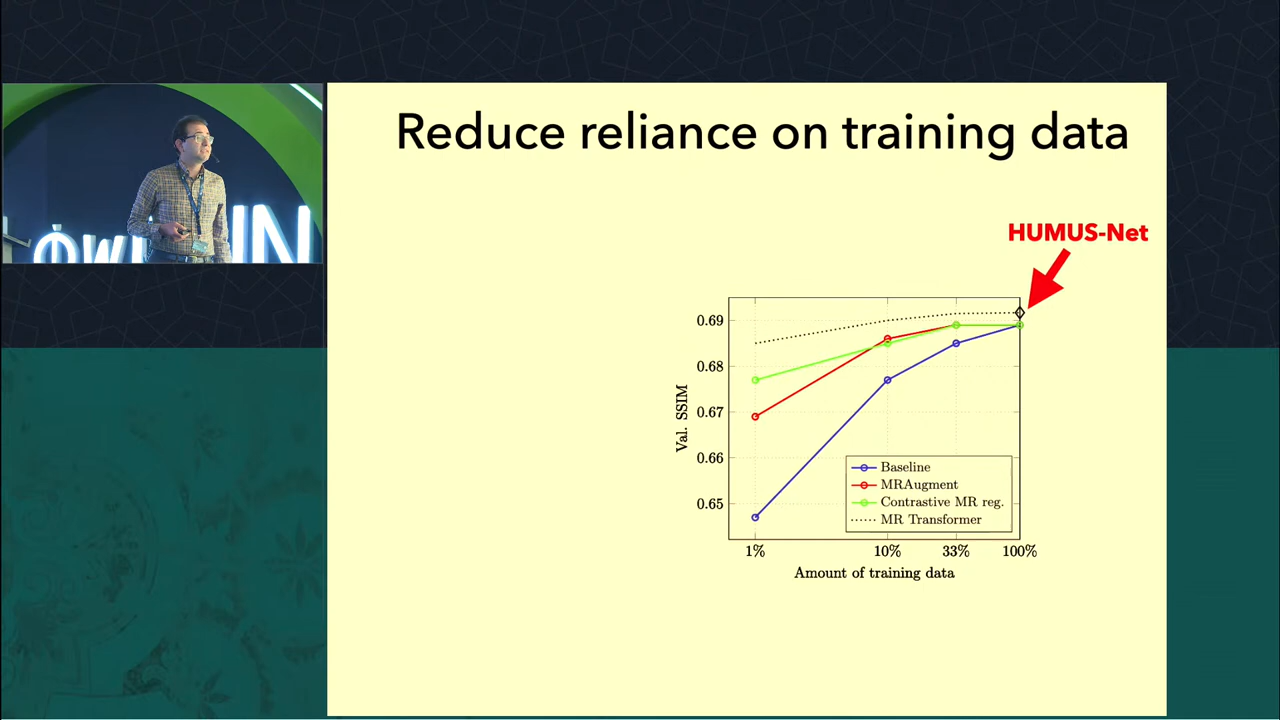 Reduce reliance on training data
HUMUS-Net
0.69
0.68
0.67
0.66
0.65
Val. SSIM
Baseline
MRAugment
Contrastive MR reg.
MR Transformer
1% 10% 33% 100%
Amount of training data
IN